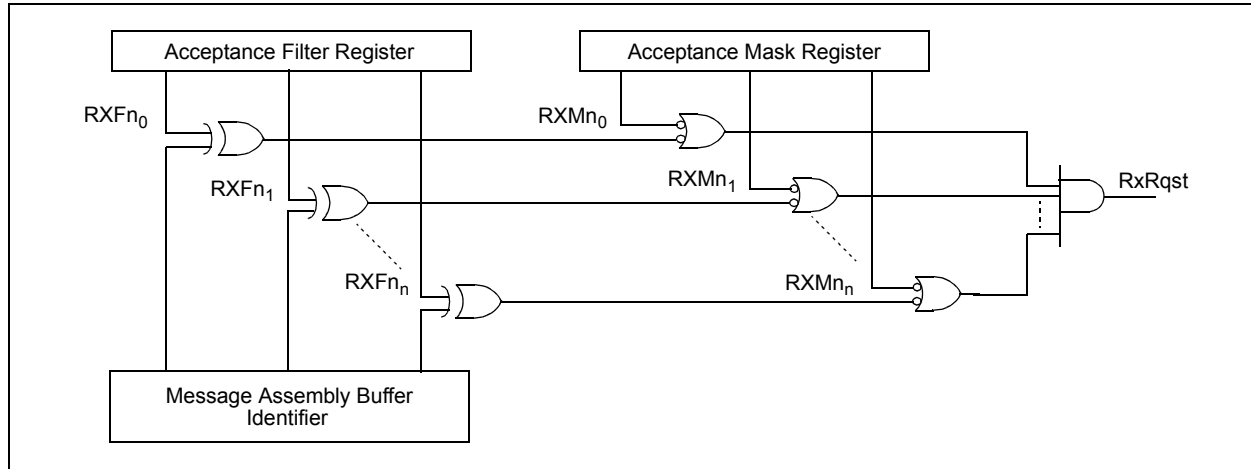 Acceptance Filter Register
Acceptance Mask Register
RXFn0
RXMn0
RXFn1
RXMn1
RxRqst
RXFnn
RXMnn
Message Assembly Buffer
Identifier